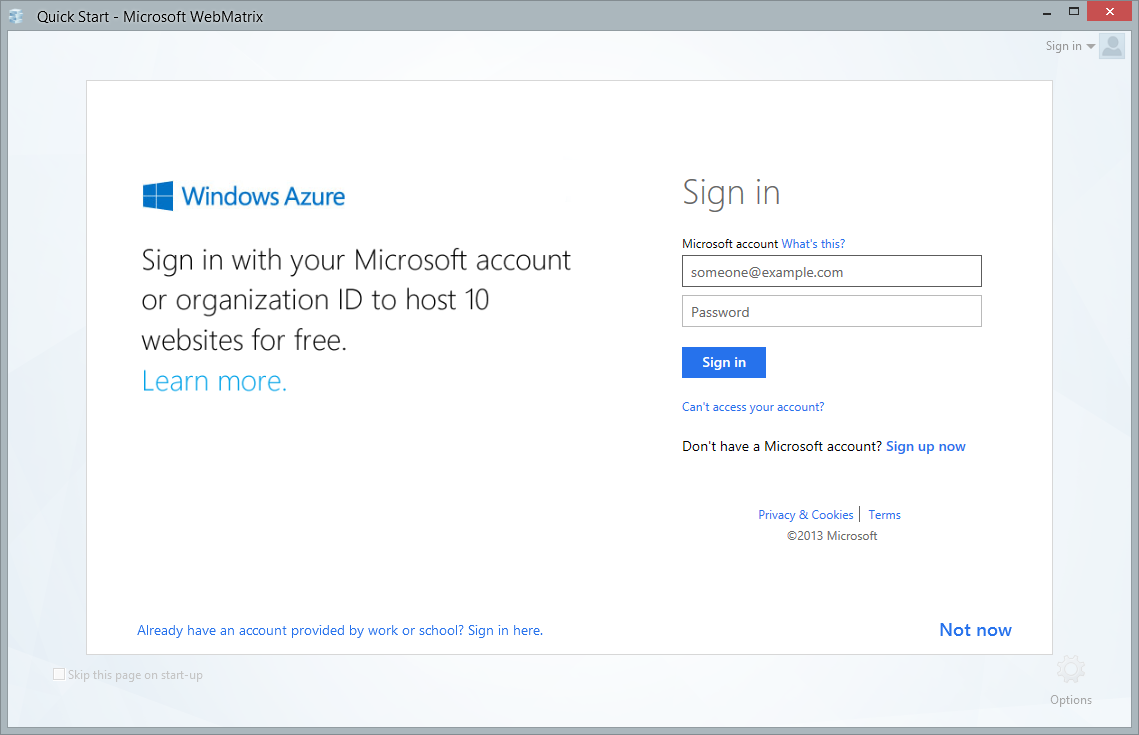 Quick Start - Microsoft WebMatrix
Sign in
Windows Azure
Sign in with your Microsoft account
or organization ID to host 10
websites for free.
Learn more.
Sign in
Microsoft account What's this?
someone@example.com
Password
Sign in
Can't access your account?
Don't have a Microsoft account? Sign up now
Privacy & Cookies | Terms
©2013 Microsoft
Already have an account provided by work or school? Sign in here.
Not now
Skip this page on start-up
Options